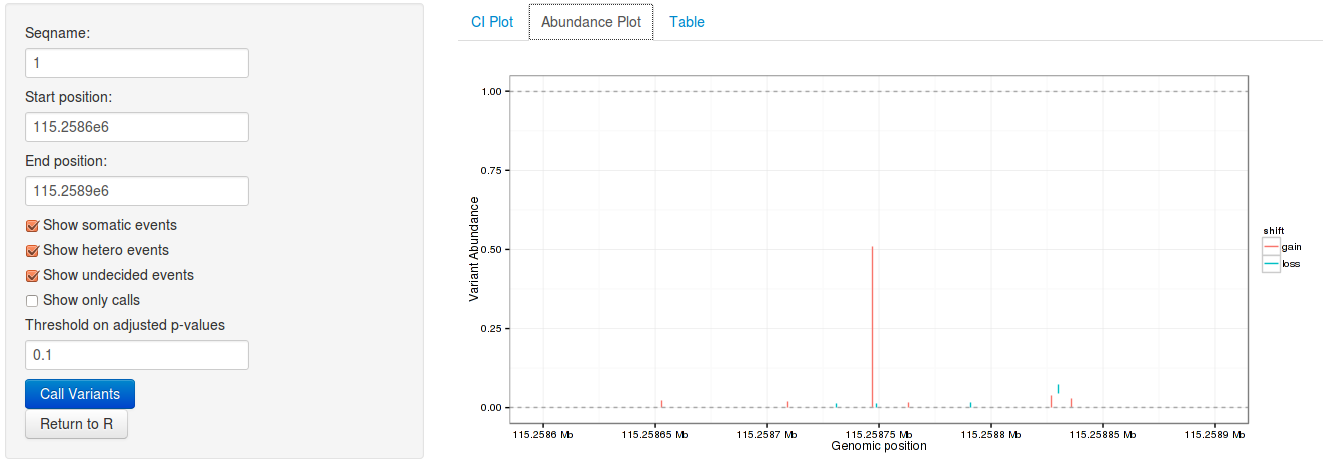 Seqname:
1
Start position:
115.2586e6
End position:
115.2589e6
Show somatic events
Show hetero events
Show undecided events
Show only calls
Threshold on adjusted p-values
0.1
Call Variants
Return to R
CI Plot Abundance Plot Table
1.00
0.75
0.50
0.25
0.00
Variant Abundance
115.2586 Mb 115.25865 Mb 115.2587 Mb 115.25875 Mb 115.2588 Mb 115.25885 Mb 115.2589 Mb
Genomic position
shift
gain
loss